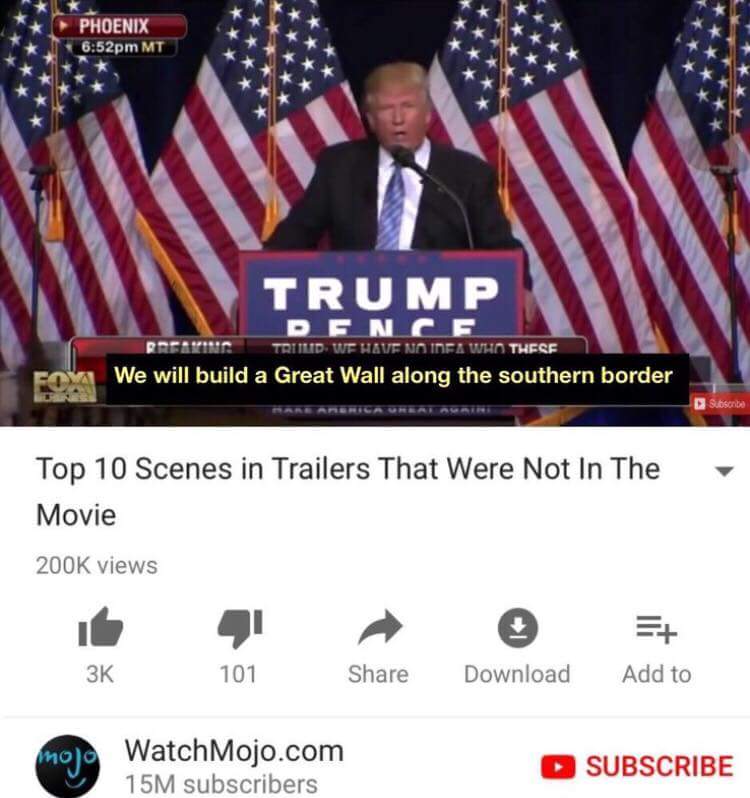 PHOENIX
6:52pm MT
TRUMP
PENCE
BREAKING
TRUMP: WE HAVE NO IDEA WHO THESE
FOX
NEWS
We will build a Great Wall along the southern border
Subscribe
MAKE AMERICA GREAT AGAIN!
Top 10 Scenes in Trailers That Were Not In The
Movie
200K views
3K
101
Share
Download
Add to
mojo
WatchMojo.com
15M subscribers
SUBSCRIBE